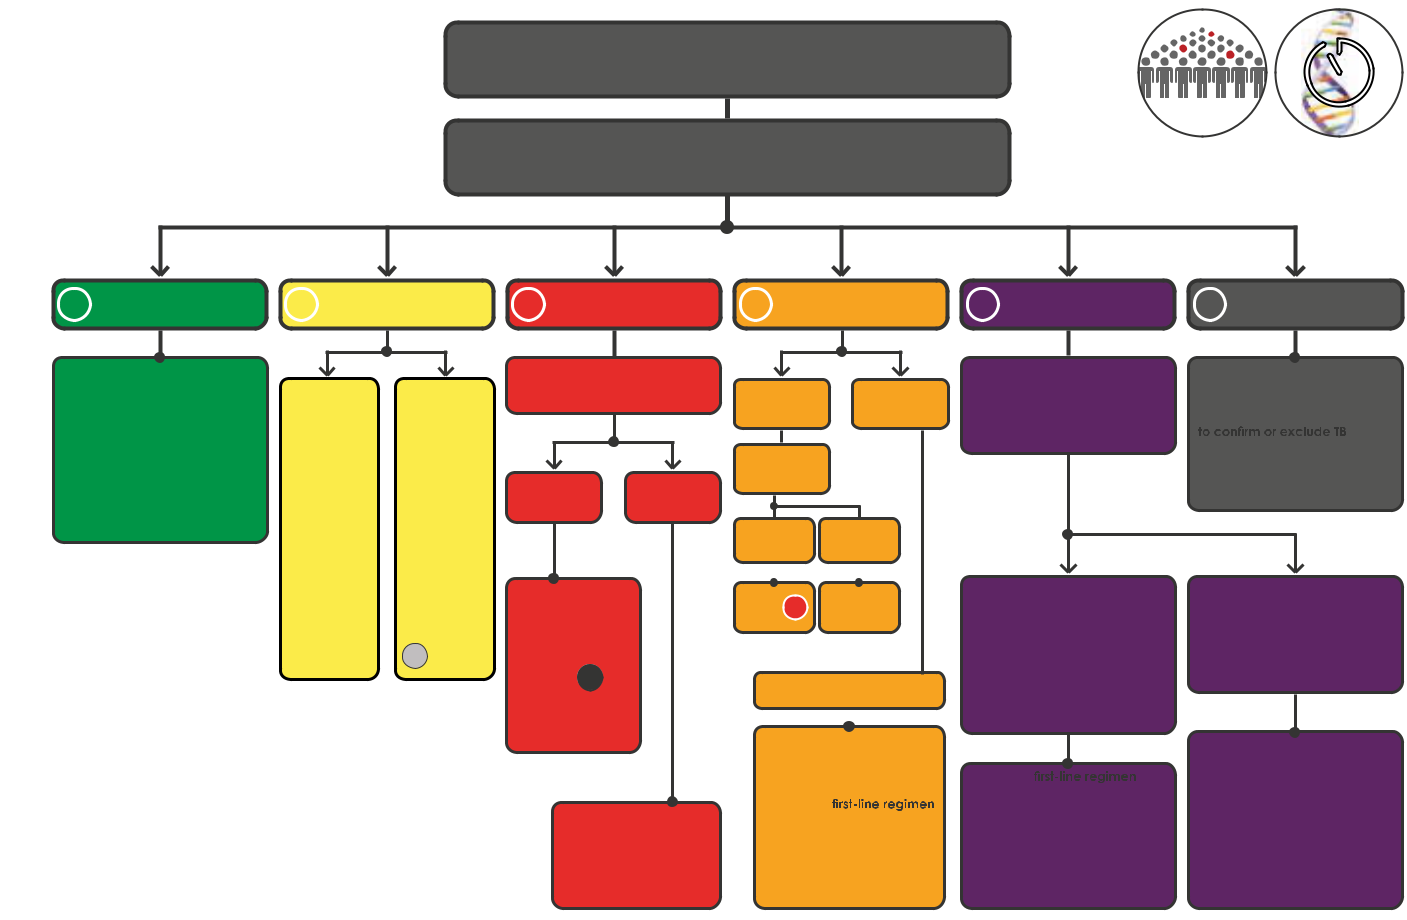 to confirm or exclude TB
first-line regimen
first-line regimen